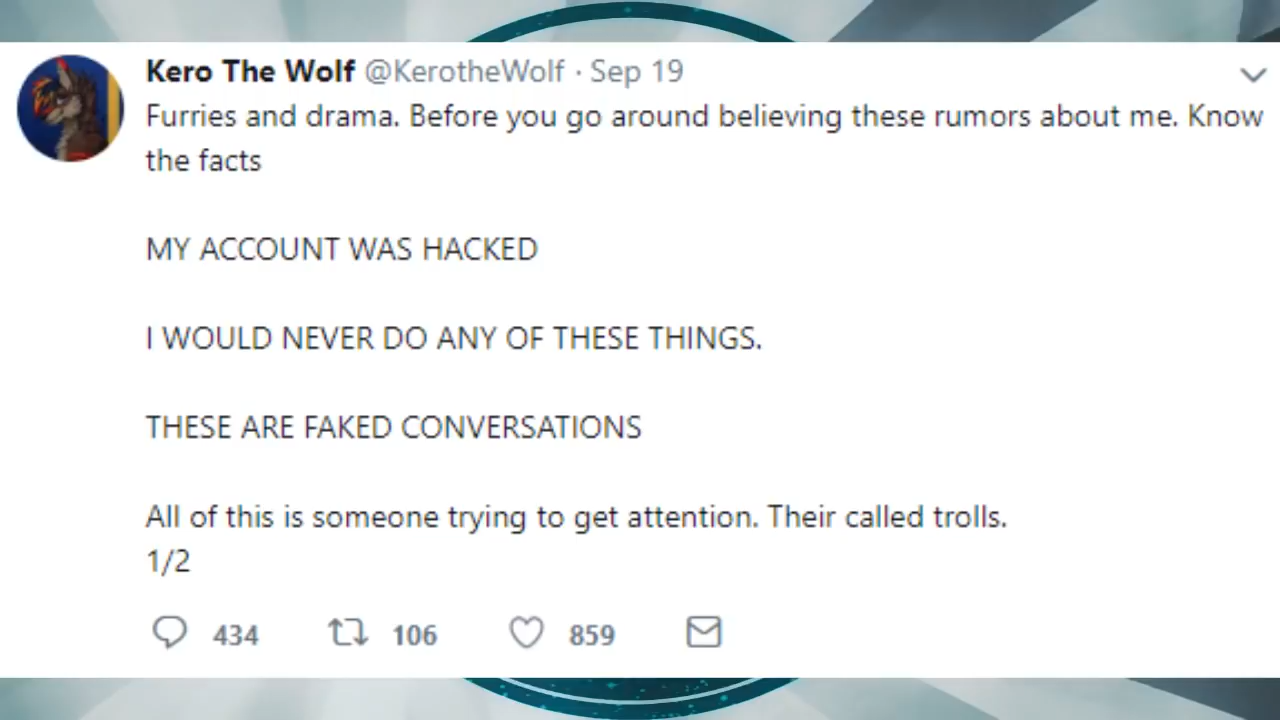 Kero The Wolf @KerotheWolf · Sep 19
Furries and drama. Before you go around believing these rumors about me. Know
the facts
MY ACCOUNT WAS HACKED
I WOULD NEVER DO ANY OF THESE THINGS.
THESE ARE FAKED CONVERSATIONS
All of this is someone trying to get attention. Their called trolls.
1/2
434 106 859